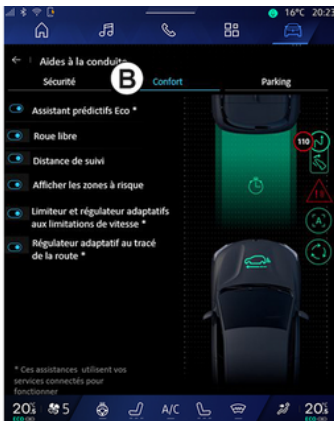 16°C 20:23
← Aides à la conduite
Sécurité B Confort Parking
Assistant prédictifs Eco *
Roue libre
110
Distance de suivi
Afficher les zones à risque
A
Limiteur et régulateur adaptatifs
aux limitations de vitesse *
Régulateur adaptatif au tracé
de la route *
* Ces assistances utilisent vos
services connectés pour
fonctionner
20 5 A/C 20